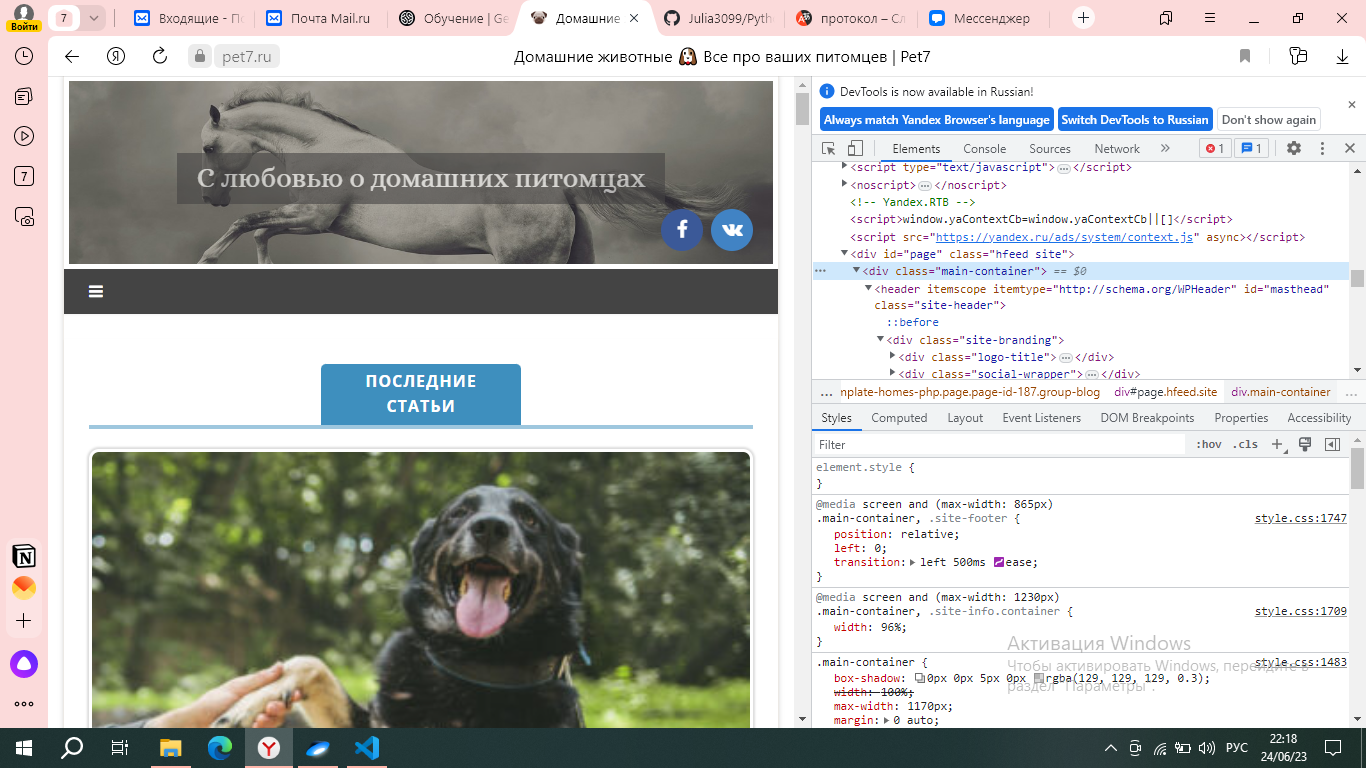 Войти
7
Входящие - По
Почта Mail.ru
Обучение | Ge
Домашние
Julia3099/Pyth
протокол – Сл
Мессенджер
pet7.ru
Домашние животные 🐶 Все про ваших питомцев | Pet7
7
С любовью о домашних питомцах
ПОСЛЕДНИЕ
СТАТЬИ
DevTools is now available in Russian!
Always match Yandex Browser's language
Switch DevTools to Russian
Don't show again
Elements
Console
Sources
Network
1
1
<script type="text/javascript">…</script>
<noscript>…</noscript>
<!-- Yandex.RTB -->
<script>window.yaContextCb=window.yaContextCb||[]</script>
<script src="https://yandex.ru/ads/system/context.js" async></script>
<div id="page" class="hfeed site">
… <div class="main-container"> == $0
<header itemscope itemtype="http://schema.org/WPHeader" id="masthead"
class="site-header">
::before
<div class="site-branding">
<div class="logo-title">…</div>
<div class="social-wrapper">…</div>
… nplate-homes-php.page.page-id-187.group-blog div#page.hfeed.site div.main-container …
Styles
Computed
Layout
Event Listeners
DOM Breakpoints
Properties
Accessibility
Filter
:hov .cls
element.style {
}
@media screen and (max-width: 865px)
.main-container, .site-footer {
style.css:1747
position: relative;
left: 0;
transition: left 500ms ease;
}
@media screen and (max-width: 1230px)
.main-container, .site-info.container {
style.css:1709
width: 96%;
}
.main-container {
style.css:1483
box-shadow: 0px 0px 5px 0px rgba(129, 129, 129, 0.3);
width: 100%;
max-width: 1170px;
margin: 0 auto;
Активация Windows
Чтобы активировать Windows, перейдите в
раздел "Параметры".
РУС
22:18
24/06/23